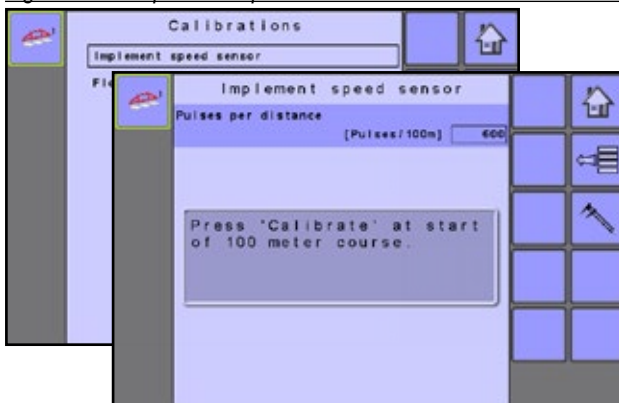 Calibrations
Implement speed sensor
Implement speed sensor
Pulses per distance
[Pulses/100m] 600
Press 'Calibrate' at start
of 100 meter course.